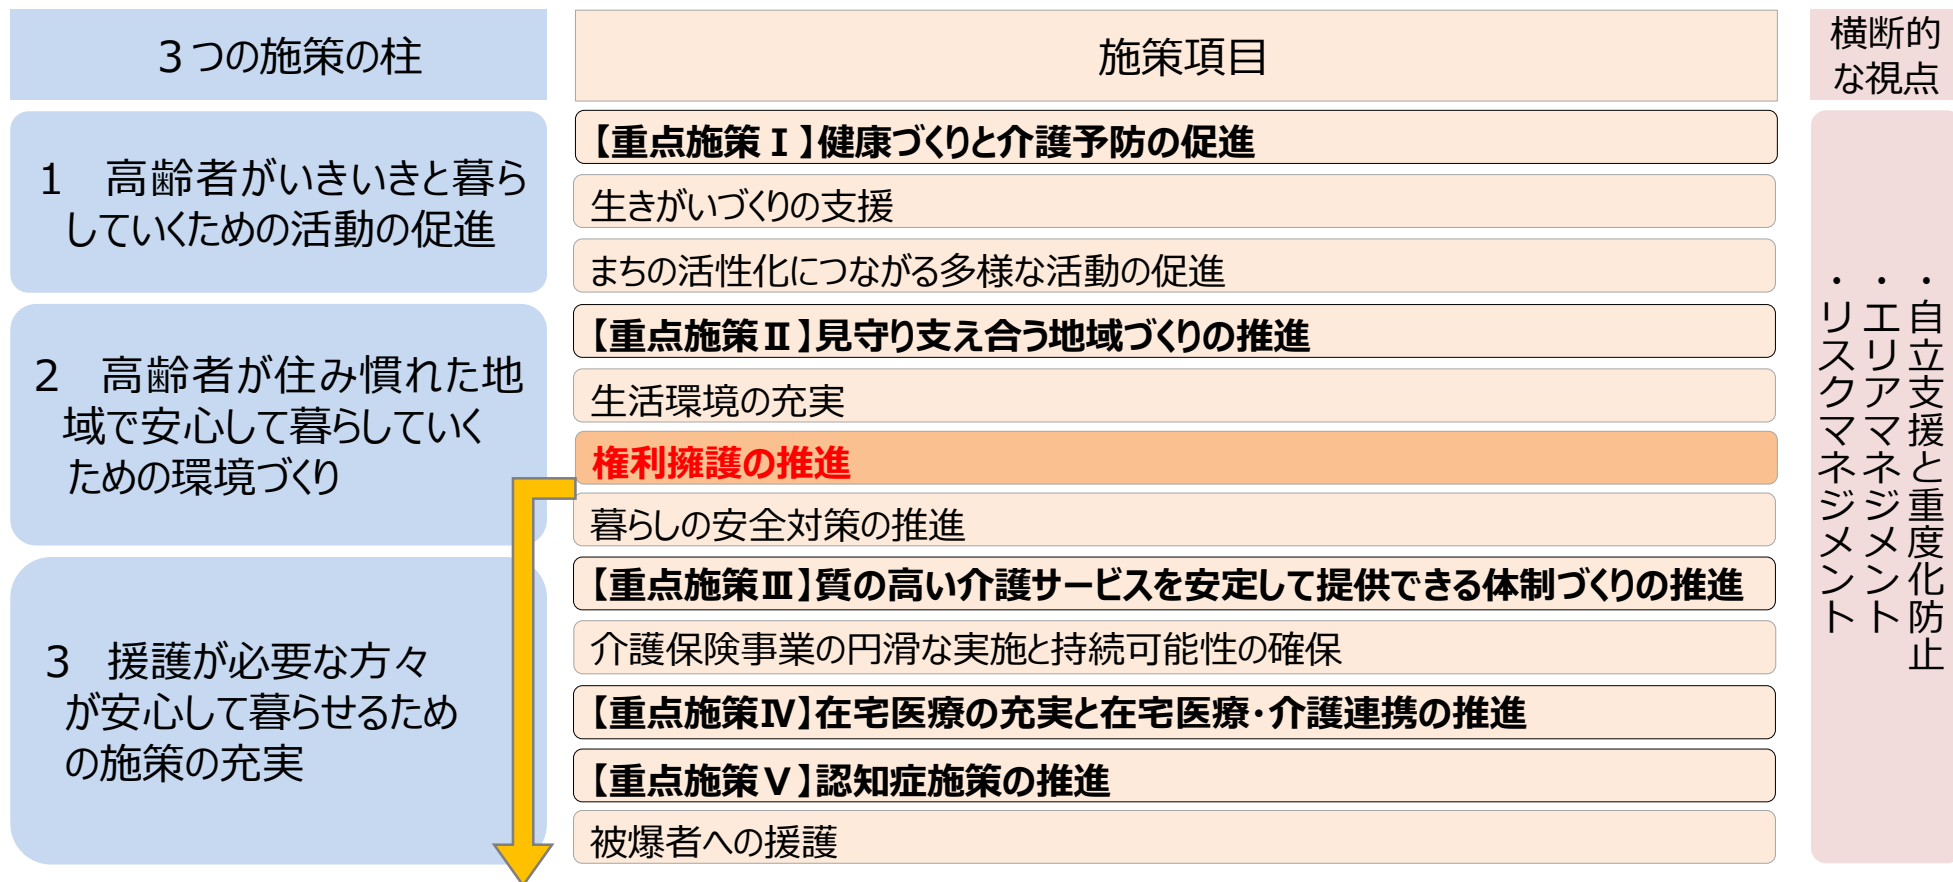 ３つの施策の柱
施策項目
横断的
な視点
1　高齢者がいきいきと暮ら
していくための活動の促進
【重点施策Ⅰ】健康づくりと介護予防の促進
生きがいづくりの支援
まちの活性化につながる多様な活動の促進
2　高齢者が住み慣れた地
域で安心して暮らしていく
ための環境づくり
【重点施策Ⅱ】見守り支え合う地域づくりの推進
生活環境の充実
権利擁護の推進
暮らしの安全対策の推進
3　援護が必要な方々
が安心して暮らせるため
の施策の充実
【重点施策Ⅲ】質の高い介護サービスを安定して提供できる体制づくりの推進
介護保険事業の円滑な実施と持続可能性の確保
【重点施策Ⅳ】在宅医療の充実と在宅医療・介護連携の推進
【重点施策Ⅴ】認知症施策の推進
被爆者への援護
・自立支援と重度化防止
・エリアマネジメント
・リスクマネジメント